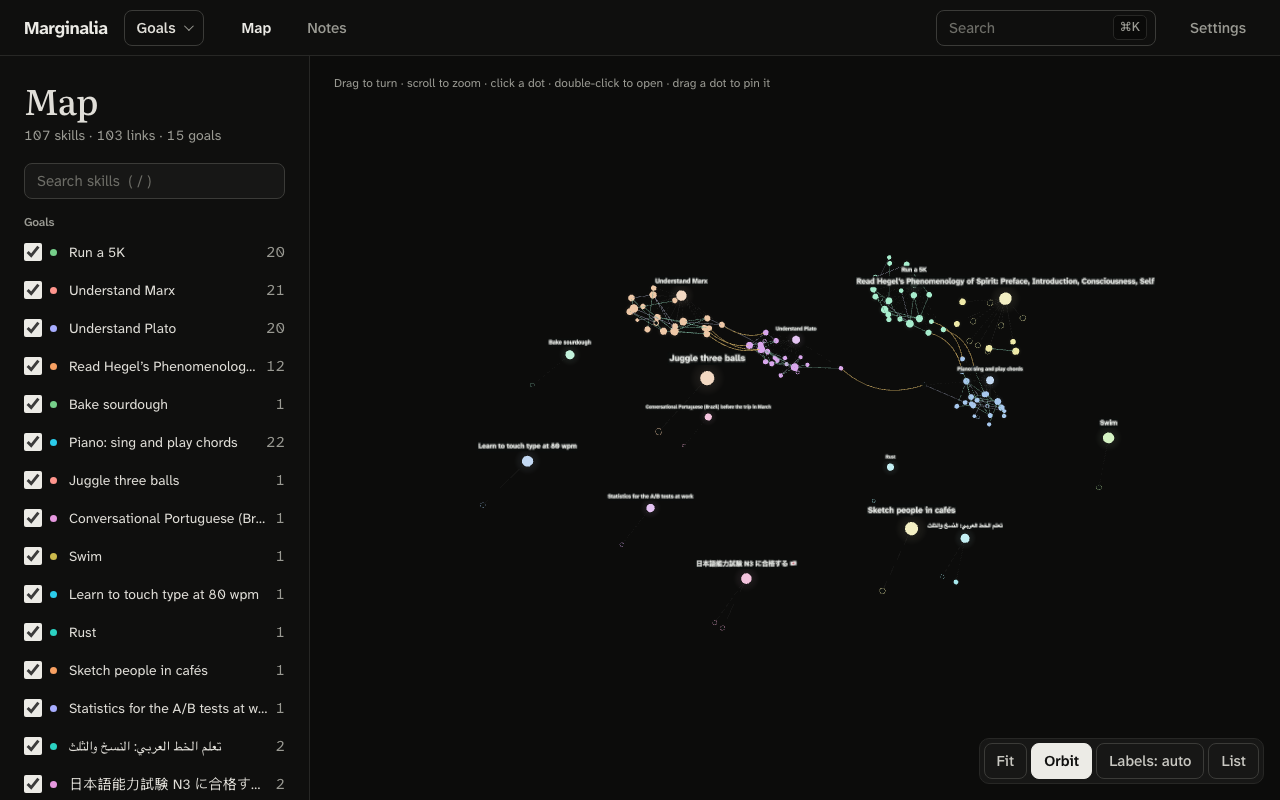 Marginalia
Goals
Map
Notes
Search
⌘K
Settings
Map
107 skills · 103 links · 15 goals
Search skills ( / )
Goals
Run a 5K 20
Understand Marx 21
Understand Plato 20
Read Hegel’s Phenomenolog... 12
Bake sourdough 1
Piano: sing and play chords 22
Juggle three balls 1
Conversational Portuguese (Br... 1
Swim 1
Learn to touch type at 80 wpm 1
Rust 1
Sketch people in cafés 1
Statistics for the A/B tests at w... 1
تعلم الخط العربي: النسخ والثلث 2
日本語能力試験 N3 に合格す... 2
Drag to turn · scroll to zoom · click a dot · double-click to open · drag a dot to pin it
Run a 5K
Understand Marx
Read Hegel’s Phenomenology of Spirit: Preface, Introduction, Consciousness, Self
Understand Plato
Bake sourdough
Juggle three balls
Piano: sing and play chords
Conversational Portuguese (Brazil) before the trip in March
Swim
Learn to touch type at 80 wpm
Rust
Statistics for the A/B tests at work
Sketch people in cafés
تعلم الخط العربي: النسخ والثلث
日本語能力試験 N3 に合格する
Fit
Orbit
Labels: auto
List